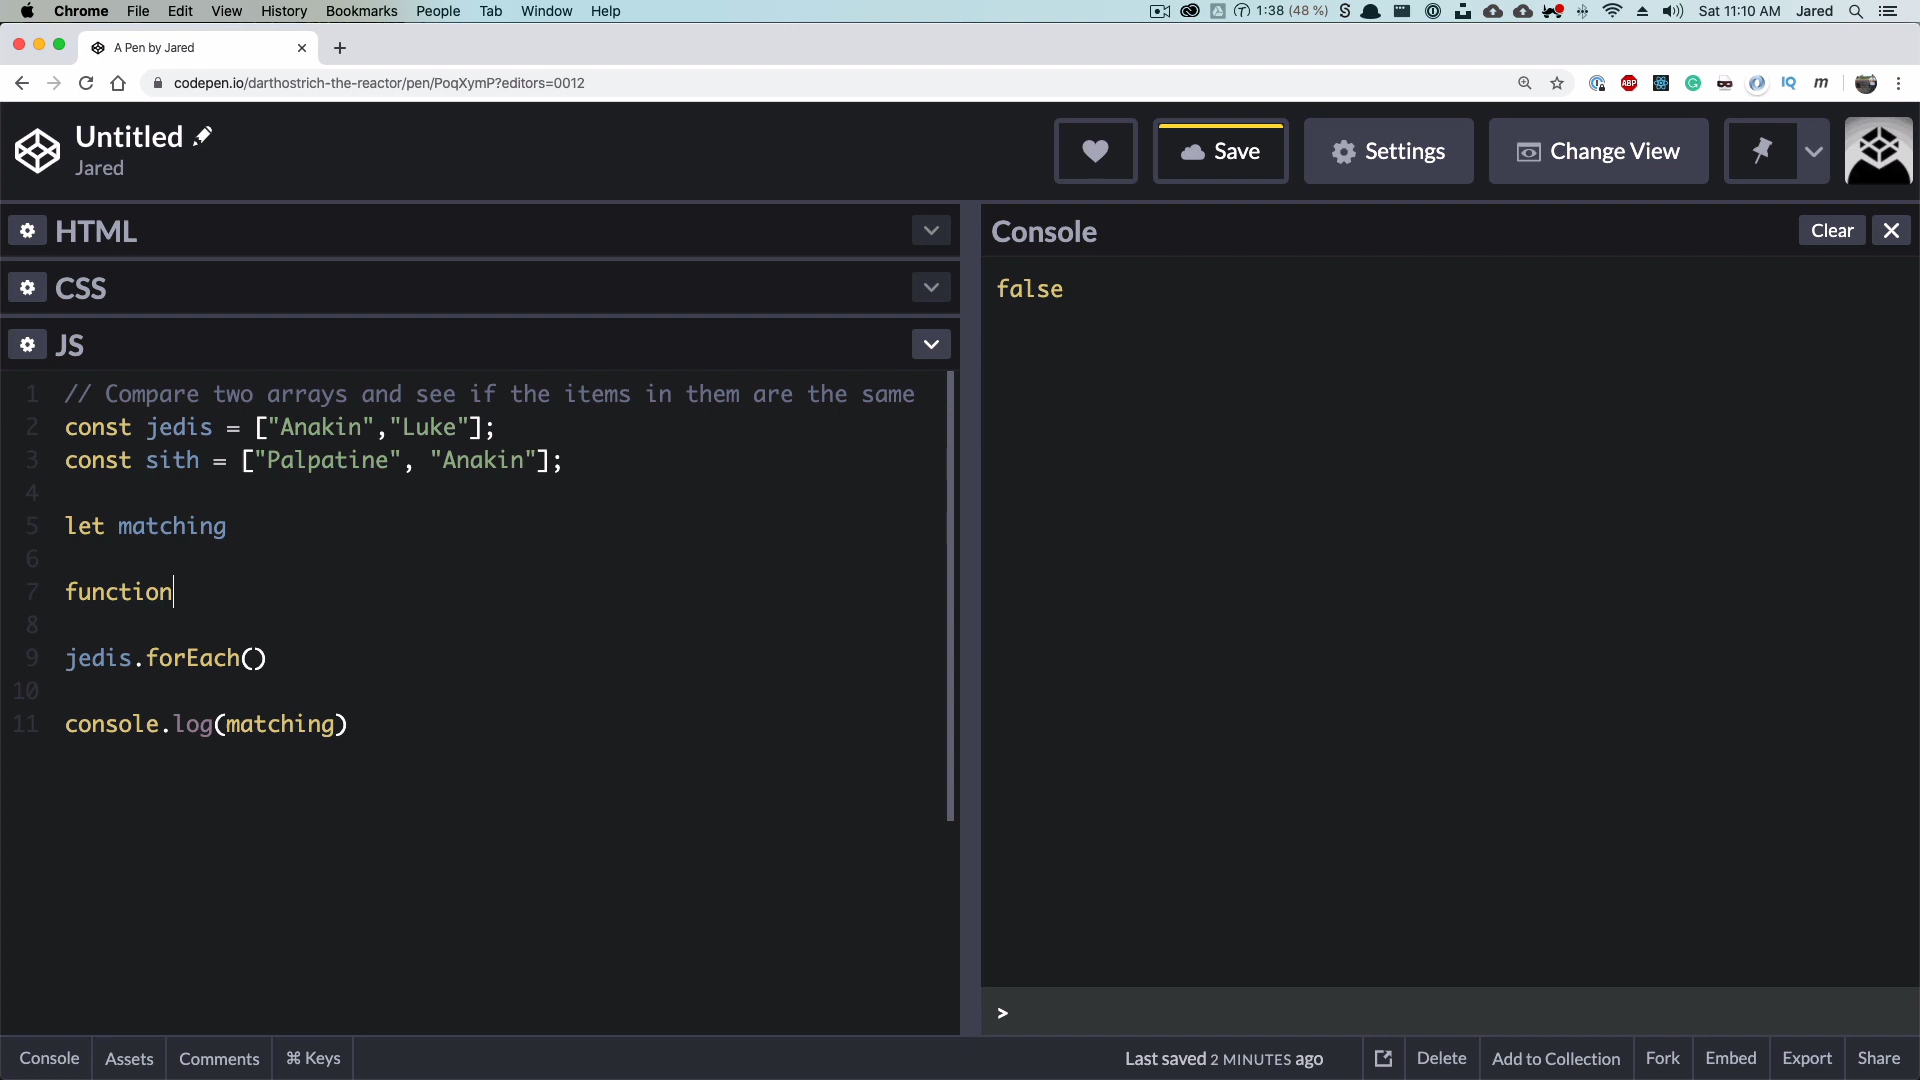 Chrome File Edit View History Bookmarks People Tab Window Help
1:38 (48 %) Sat 11:10 AM Jared
A Pen by Jared
codepen.io/darthostrich-the-reactor/pen/PoqXymP?editors=0012
ABP IQ m
Untitled
Jared
Save Settings Change View
HTML
CSS
JS
1 // Compare two arrays and see if the items in them are the same
2 const jedis = ["Anakin","Luke"];
3 const sith = ["Palpatine", "Anakin"];
4
5 let matching
6
7 function
8
9 jedis.forEach()
10
11 console.log(matching)
Console Clear
false
>
Console Assets Comments ⌘ Keys
Last saved 2 MINUTES ago Delete Add to Collection Fork Embed Export Share